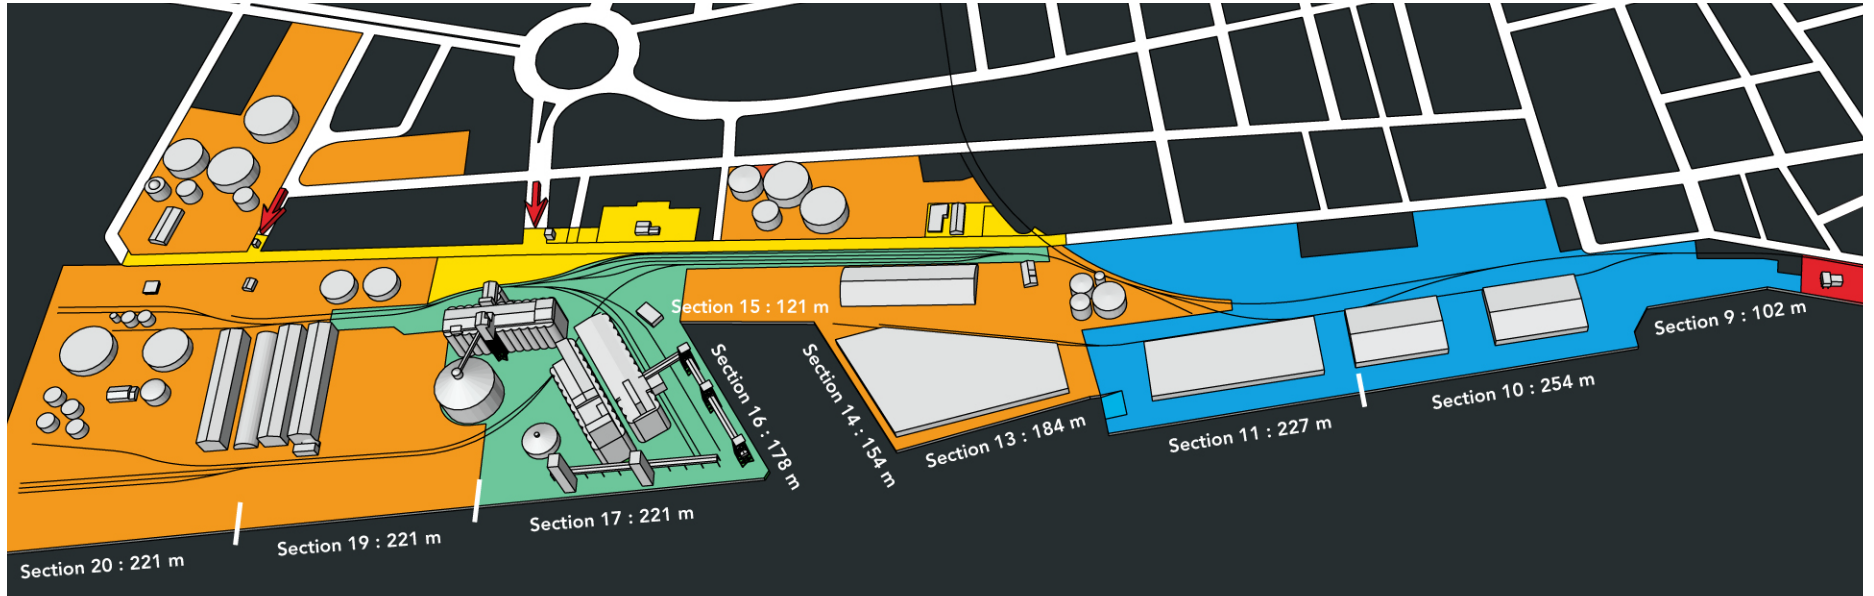 Section 15 : 121 m
Section 9 : 102 m
Section 16 : 178 m
Section 14 : 154 m
Section 10 : 254 m
Section 13 : 184 m
Section 11 : 227 m
Section 17 : 221 m
Section 19 : 221 m
Section 20 : 221 m